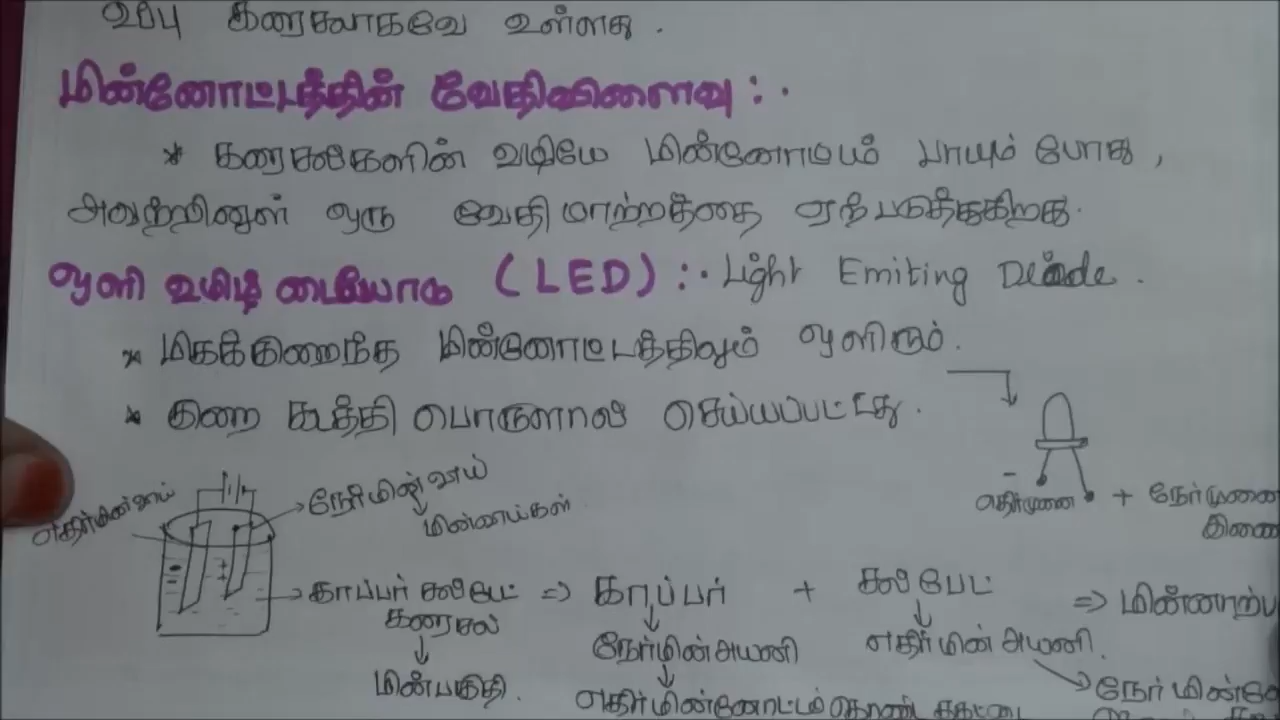 உப்பு கரைசலாகவே உள்ளது.
மின்னோட்டத்தின் வேதிவிளைவு :.
* கரைசல்களின் வழியே மின்னோட்டம் பாயும் போது,
அவற்றினுள் ஒரு வேதி மாற்றத்தை ஏற்படுத்துகிறது.
ஒளி உமிழ் டையோடு (LED) :. Light Emiting Diode.
* மிகக்குறைந்த மின்னோட்டத்திலும் ஒளிரும்.
* குறை கடத்தி பொருளால் செய்யப்பட்டது.
எதிர்மின்வாய்
நேர்மின்வாய்
மின்வாய்கள்
- எதிர்முனை + நேர்முனை
இணை
காப்பர் சல்பேட் => காப்பர் + சல்பேட் => மின்னாற்ப
கரைசல் நேர்மின்அயனி எதிர்மின் அயனி.
மின்பகுதி. நேர் மின்னோ
எதிர்மின்னோட்டம் கொண்ட